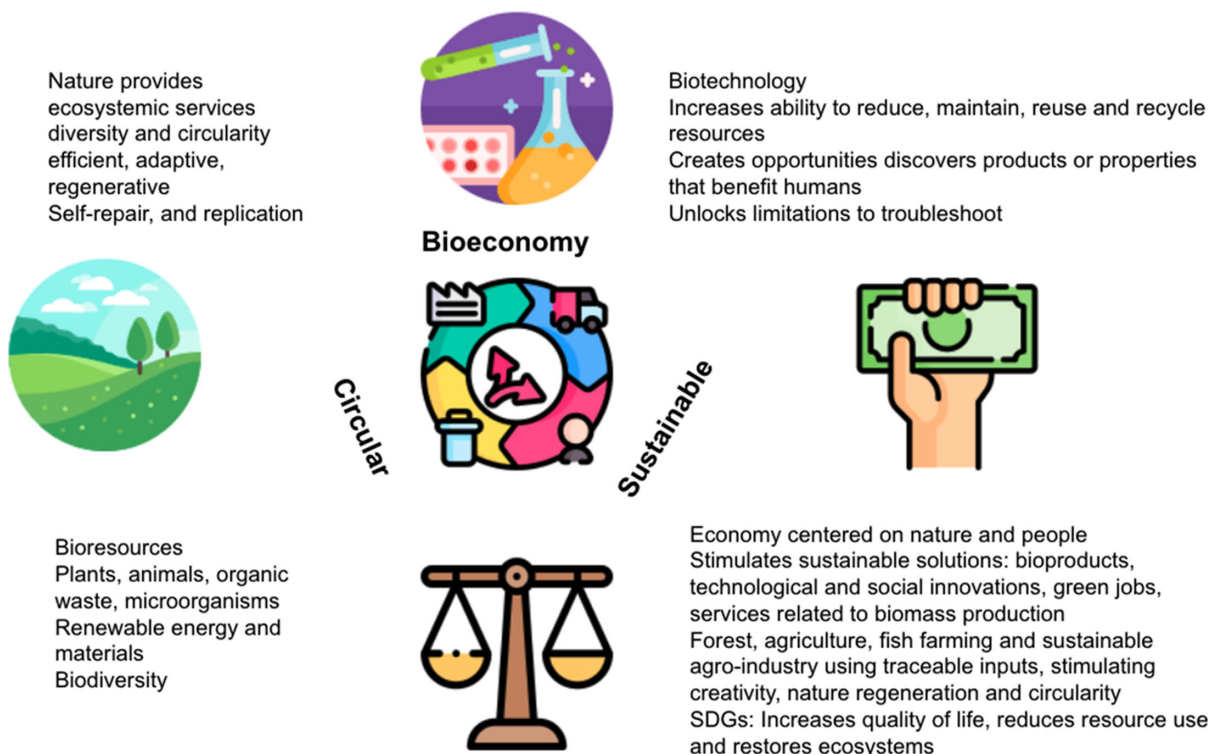 Nature provides
ecosystemic services
diversity and circularity
efficient, adaptive,
regenerative
Self-repair, and replication
Biotechnology
Increases ability to reduce, maintain, reuse and recycle
resources
Creates opportunities discovers products or properties
that benefit humans
Unlocks limitations to troubleshoot
Bioeconomy
Circular
Sustainable
Bioresources
Plants, animals, organic
waste, microorganisms
Renewable energy and
materials
Biodiversity
Economy centered on nature and people
Stimulates sustainable solutions: bioproducts,
technological and social innovations, green jobs,
services related to biomass production
Forest, agriculture, fish farming and sustainable
agro-industry using traceable inputs, stimulating
creativity, nature regeneration and circularity
SDGs: Increases quality of life, reduces resource use
and restores ecosystems